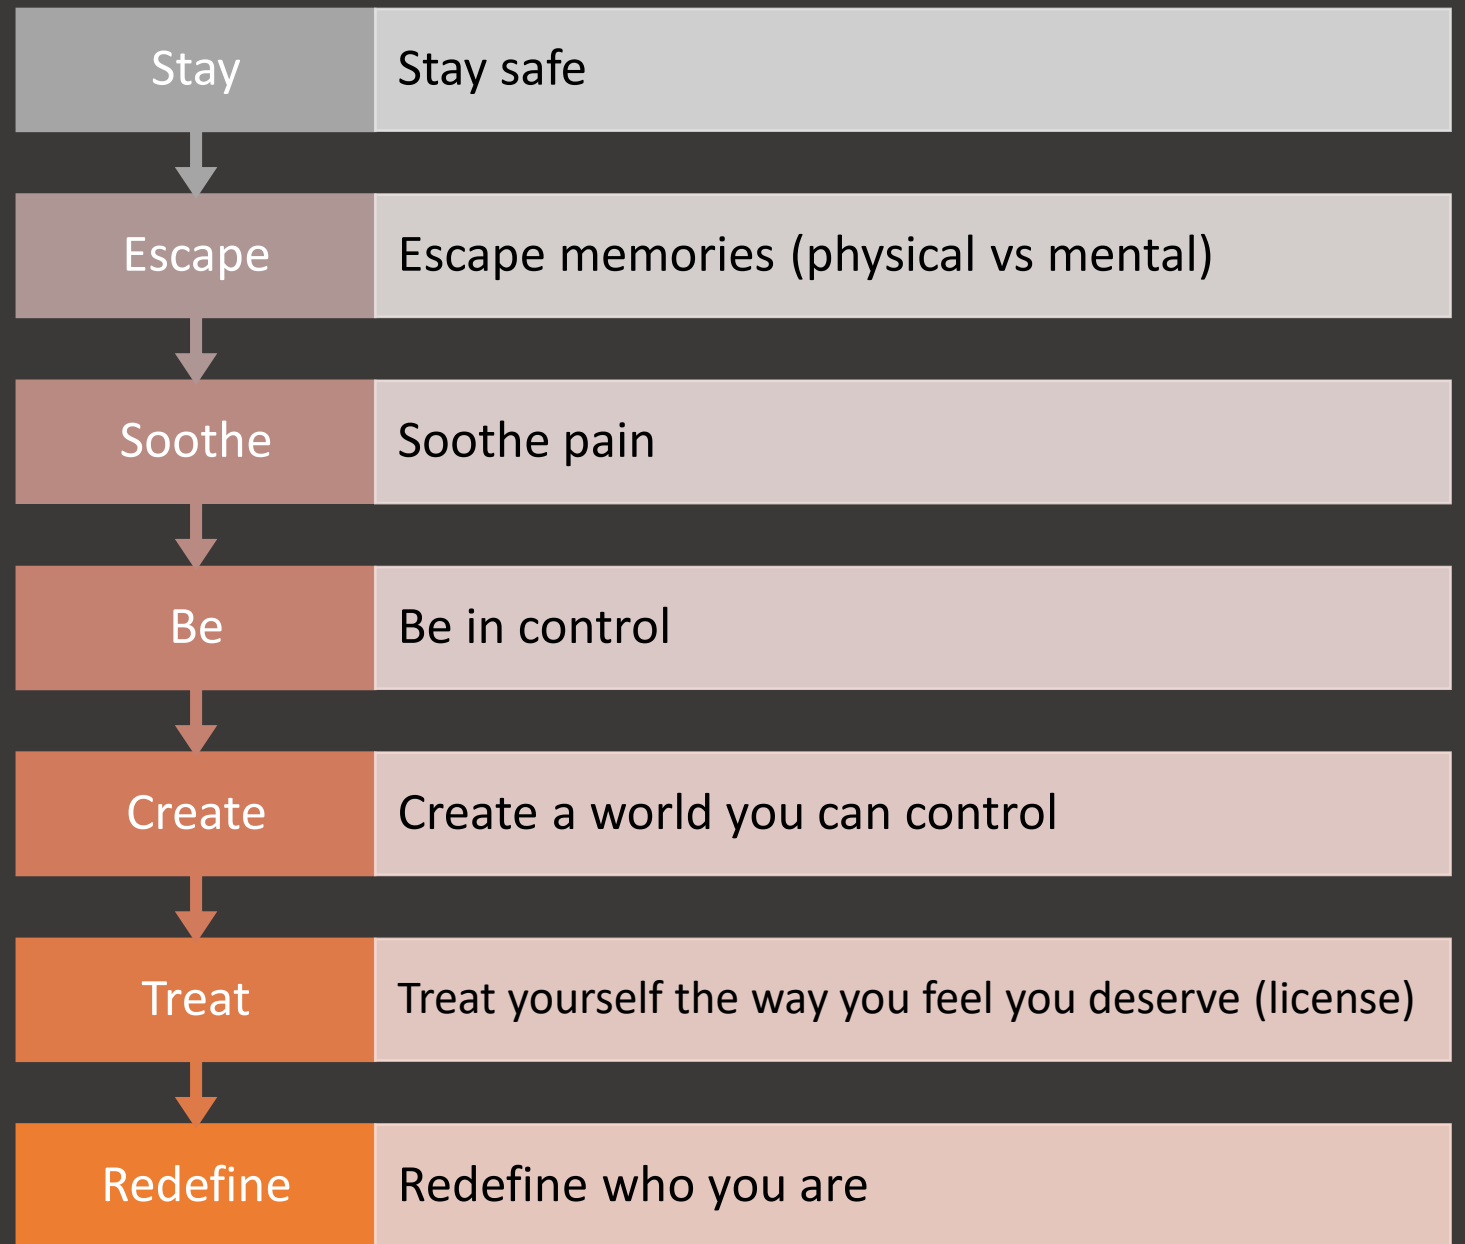 Stay
Stay safe
Escape
Escape memories (physical vs mental)
Soothe
Soothe pain
Be
Be in control
Create
Create a world you can control
Treat
Treat yourself the way you feel you deserve (license)
Redefine
Redefine who you are